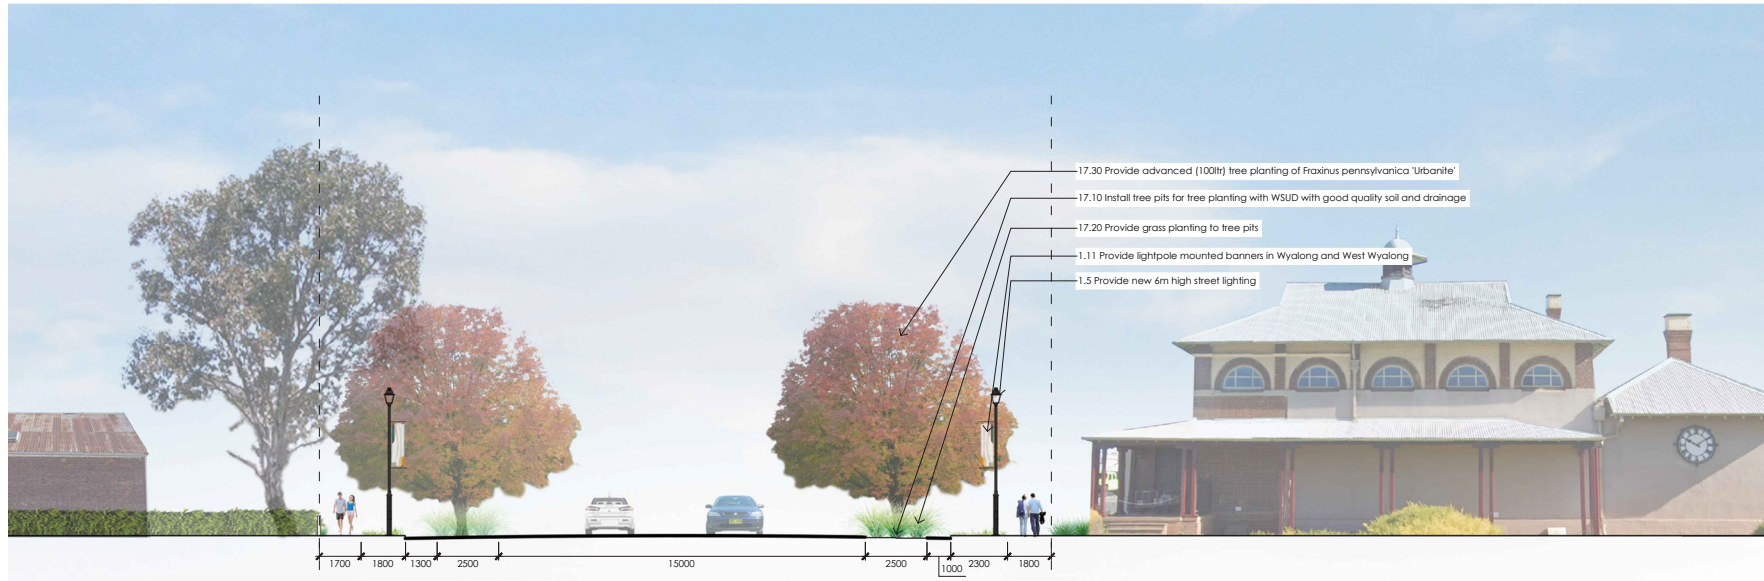 17.30 Provide advanced (100ltr) tree planting of Fraxinus pennsylvanica 'Urbanite'
17.10 Install tree pits for tree planting with WSUD with good quality soil and drainage
17.20 Provide grass planting to tree pits
1.11 Provide lightpole mounted banners in Wyalong and West Wyalong
1.5 Provide new 6m high street lighting
1700 1800 1300 2500 15000 2500 1000 2300 1800